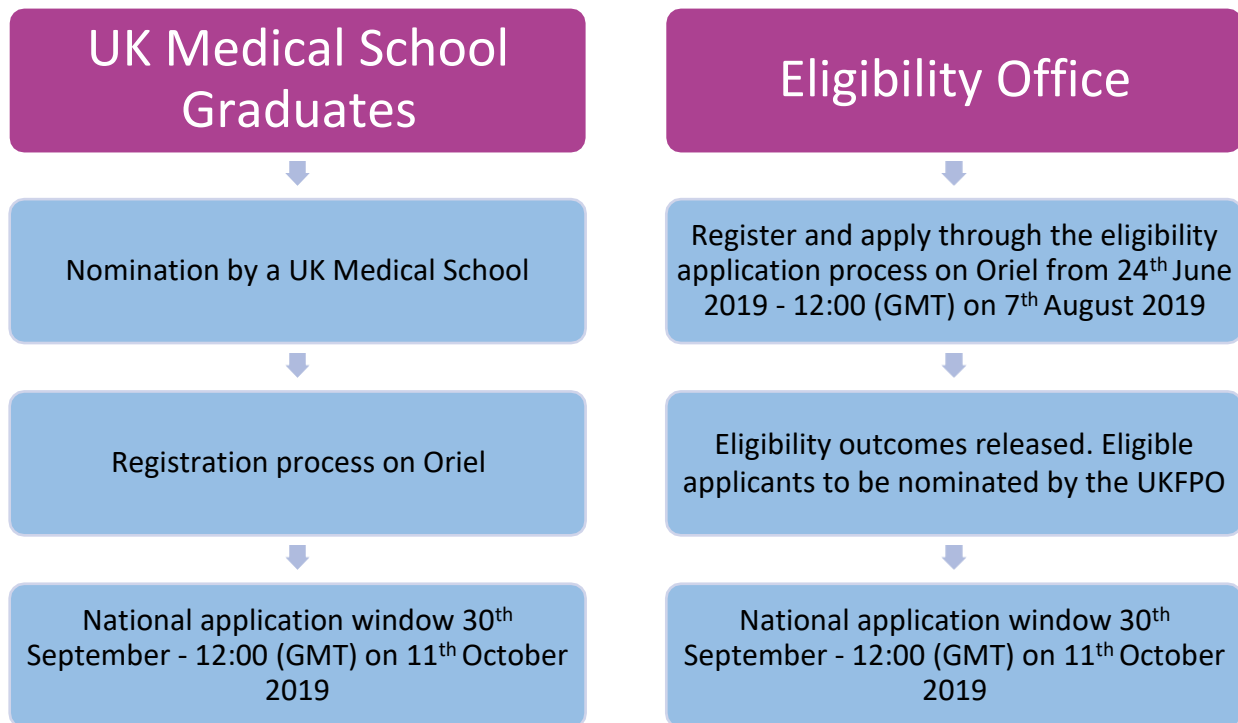 UK Medical School
Graduates
Nomination by a UK Medical School
Registration process on Oriel
National application window 30th
September - 12:00 (GMT) on 11th October
2019
Eligibility Office
Register and apply through the eligibility
application process on Oriel from 24th June
2019 - 12:00 (GMT) on 7th August 2019
Eligibility outcomes released. Eligible
applicants to be nominated by the UKFPO
National application window 30th
September - 12:00 (GMT) on 11th October
2019